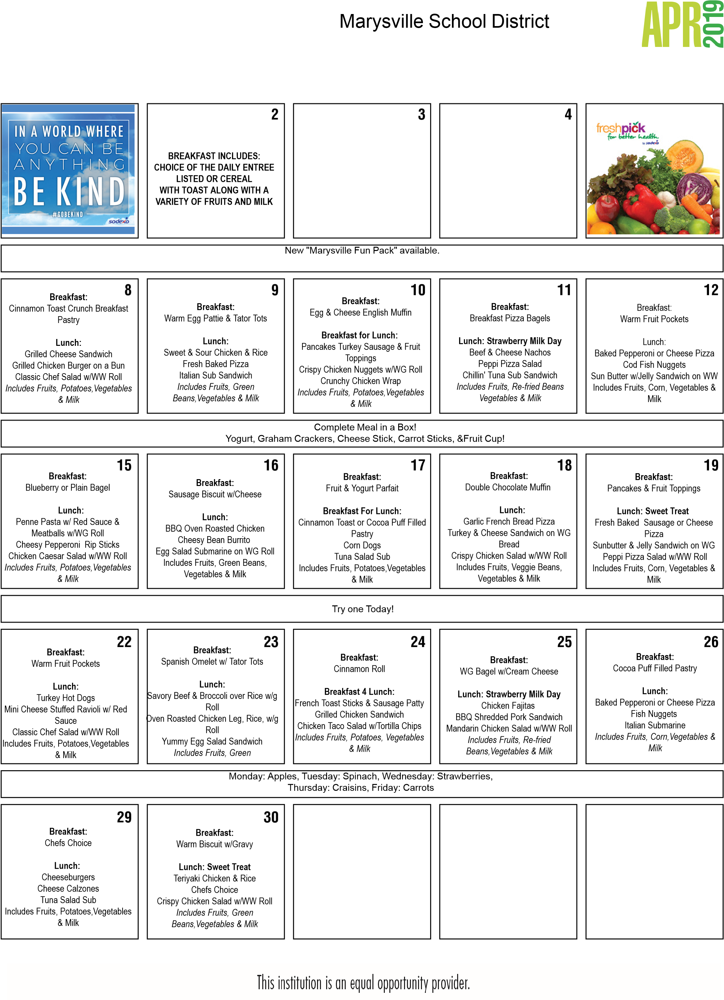 Marysville School District
APR
2019
IN A WORLD WHERE
YOU CAN BE
ANYTHING
BE KIND
#GOBEKIND
sodexo
2
BREAKFAST INCLUDES:
CHOICE OF THE DAILY ENTREE
LISTED OR CEREAL
WITH TOAST ALONG WITH A
VARIETY OF FRUITS AND MILK
3
4
freshpick
for better health
by sodexo
New "Marysville Fun Pack" available.
8
Breakfast:
Cinnamon Toast Crunch Breakfast
Pastry
Lunch:
Grilled Cheese Sandwich
Grilled Chicken Burger on a Bun
Classic Chef Salad w/WW Roll
Includes Fruits, Potatoes,Vegetables
& Milk
9
Breakfast:
Warm Egg Pattie & Tator Tots
Lunch:
Sweet & Sour Chicken & Rice
Fresh Baked Pizza
Italian Sub Sandwich
Includes Fruits, Green
Beans,Vegetables & Milk
10
Breakfast:
Egg & Cheese English Muffin
Breakfast for Lunch:
Pancakes Turkey Sausage & Fruit
Toppings
Crispy Chicken Nuggets w/WG Roll
Crunchy Chicken Wrap
Includes Fruits, Potatoes,Vegetables
& Milk
11
Breakfast:
Breakfast Pizza Bagels
Lunch: Strawberry Milk Day
Beef & Cheese Nachos
Peppi Pizza Salad
Chillin' Tuna Sub Sandwich
Includes Fruits, Re-fried Beans
Vegetables & Milk
12
Breakfast:
Warm Fruit Pockets
Lunch:
Baked Pepperoni or Cheese Pizza
Cod Fish Nuggets
Sun Butter w/Jelly Sandwich on WW
Includes Fruits, Corn, Vegetables &
Milk
Complete Meal in a Box!
Yogurt, Graham Crackers, Cheese Stick, Carrot Sticks, &Fruit Cup!
15
Breakfast:
Blueberry or Plain Bagel
Lunch:
Penne Pasta w/ Red Sauce &
Meatballs w/WG Roll
Cheesy Pepperoni Rip Sticks
Chicken Caesar Salad w/WW Roll
Includes Fruits, Potatoes,Vegetables
& Milk
16
Breakfast:
Sausage Biscuit w/Cheese
Lunch:
BBQ Oven Roasted Chicken
Cheesy Bean Burrito
Egg Salad Submarine on WG Roll
Includes Fruits, Green Beans,
Vegetables & Milk
17
Breakfast:
Fruit & Yogurt Parfait
Breakfast For Lunch:
Cinnamon Toast or Cocoa Puff Filled
Pastry
Corn Dogs
Tuna Salad Sub
Includes Fruits, Potatoes,Vegetables
& Milk
18
Breakfast:
Double Chocolate Muffin
Lunch:
Garlic French Bread Pizza
Turkey & Cheese Sandwich on WG
Bread
Crispy Chicken Salad w/WW Roll
Includes Fruits, Veggie Beans,
Vegetables & Milk
19
Breakfast:
Pancakes & Fruit Toppings
Lunch: Sweet Treat
Fresh Baked Sausage or Cheese
Pizza
Sunbutter & Jelly Sandwich on WG
Peppi Pizza Salad w/WW Roll
Includes Fruits, Corn, Vegetables &
Milk
Try one Today!
22
Breakfast:
Warm Fruit Pockets
Lunch:
Turkey Hot Dogs
Mini Cheese Stuffed Ravioli w/ Red
Sauce
Classic Chef Salad w/WW Roll
Includes Fruits, Potatoes,Vegetables
& Milk
23
Breakfast:
Spanish Omelet w/ Tator Tots
Lunch:
Savory Beef & Broccoli over Rice w/g
Roll
Oven Roasted Chicken Leg, Rice, w/g
Roll
Yummy Egg Salad Sandwich
Includes Fruits, Green
24
Breakfast:
Cinnamon Roll
Breakfast 4 Lunch:
French Toast Sticks & Sausage Patty
Grilled Chicken Sandwich
Chicken Taco Salad w/Tortilla Chips
Includes Fruits, Potatoes, Vegetables
& Milk
25
Breakfast:
WG Bagel w/Cream Cheese
Lunch: Strawberry Milk Day
Chicken Fajitas
BBQ Shredded Pork Sandwich
Mandarin Chicken Salad w/WW Roll
Includes Fruits, Re-fried
Beans,Vegetables & Milk
26
Breakfast:
Cocoa Puff Filled Pastry
Lunch:
Baked Pepperoni or Cheese Pizza
Fish Nuggets
Italian Submarine
Includes Fruits, Corn,Vegetables &
Milk
Monday: Apples, Tuesday: Spinach, Wednesday: Strawberries,
Thursday: Craisins, Friday: Carrots
29
Breakfast:
Chefs Choice
Lunch:
Cheeseburgers
Cheese Calzones
Tuna Salad Sub
Includes Fruits, Potatoes,Vegetables
& Milk
30
Breakfast:
Warm Biscuit w/Gravy
Lunch: Sweet Treat
Teriyaki Chicken & Rice
Chefs Choice
Crispy Chicken Salad w/WW Roll
Includes Fruits, Green
Beans,Vegetables & Milk
This institution is an equal opportunity provider.